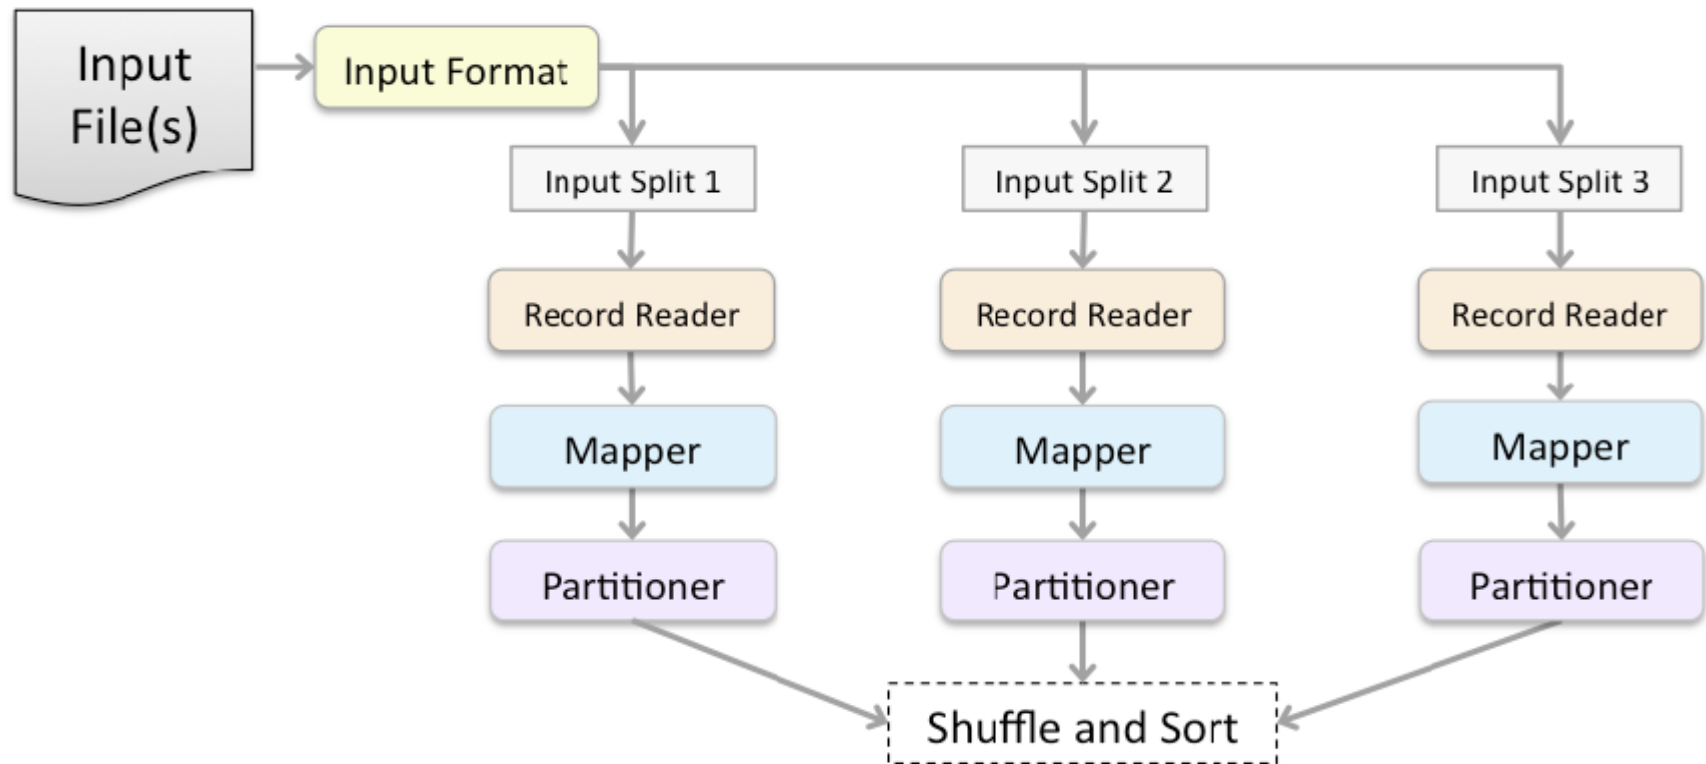 Input
File(s)
Input Format
Input Split 1
Input Split 2
Input Split 3
Record Reader
Record Reader
Record Reader
Mapper
Mapper
Mapper
Partitioner
Partitioner
Partitioner
Shuffle and Sort